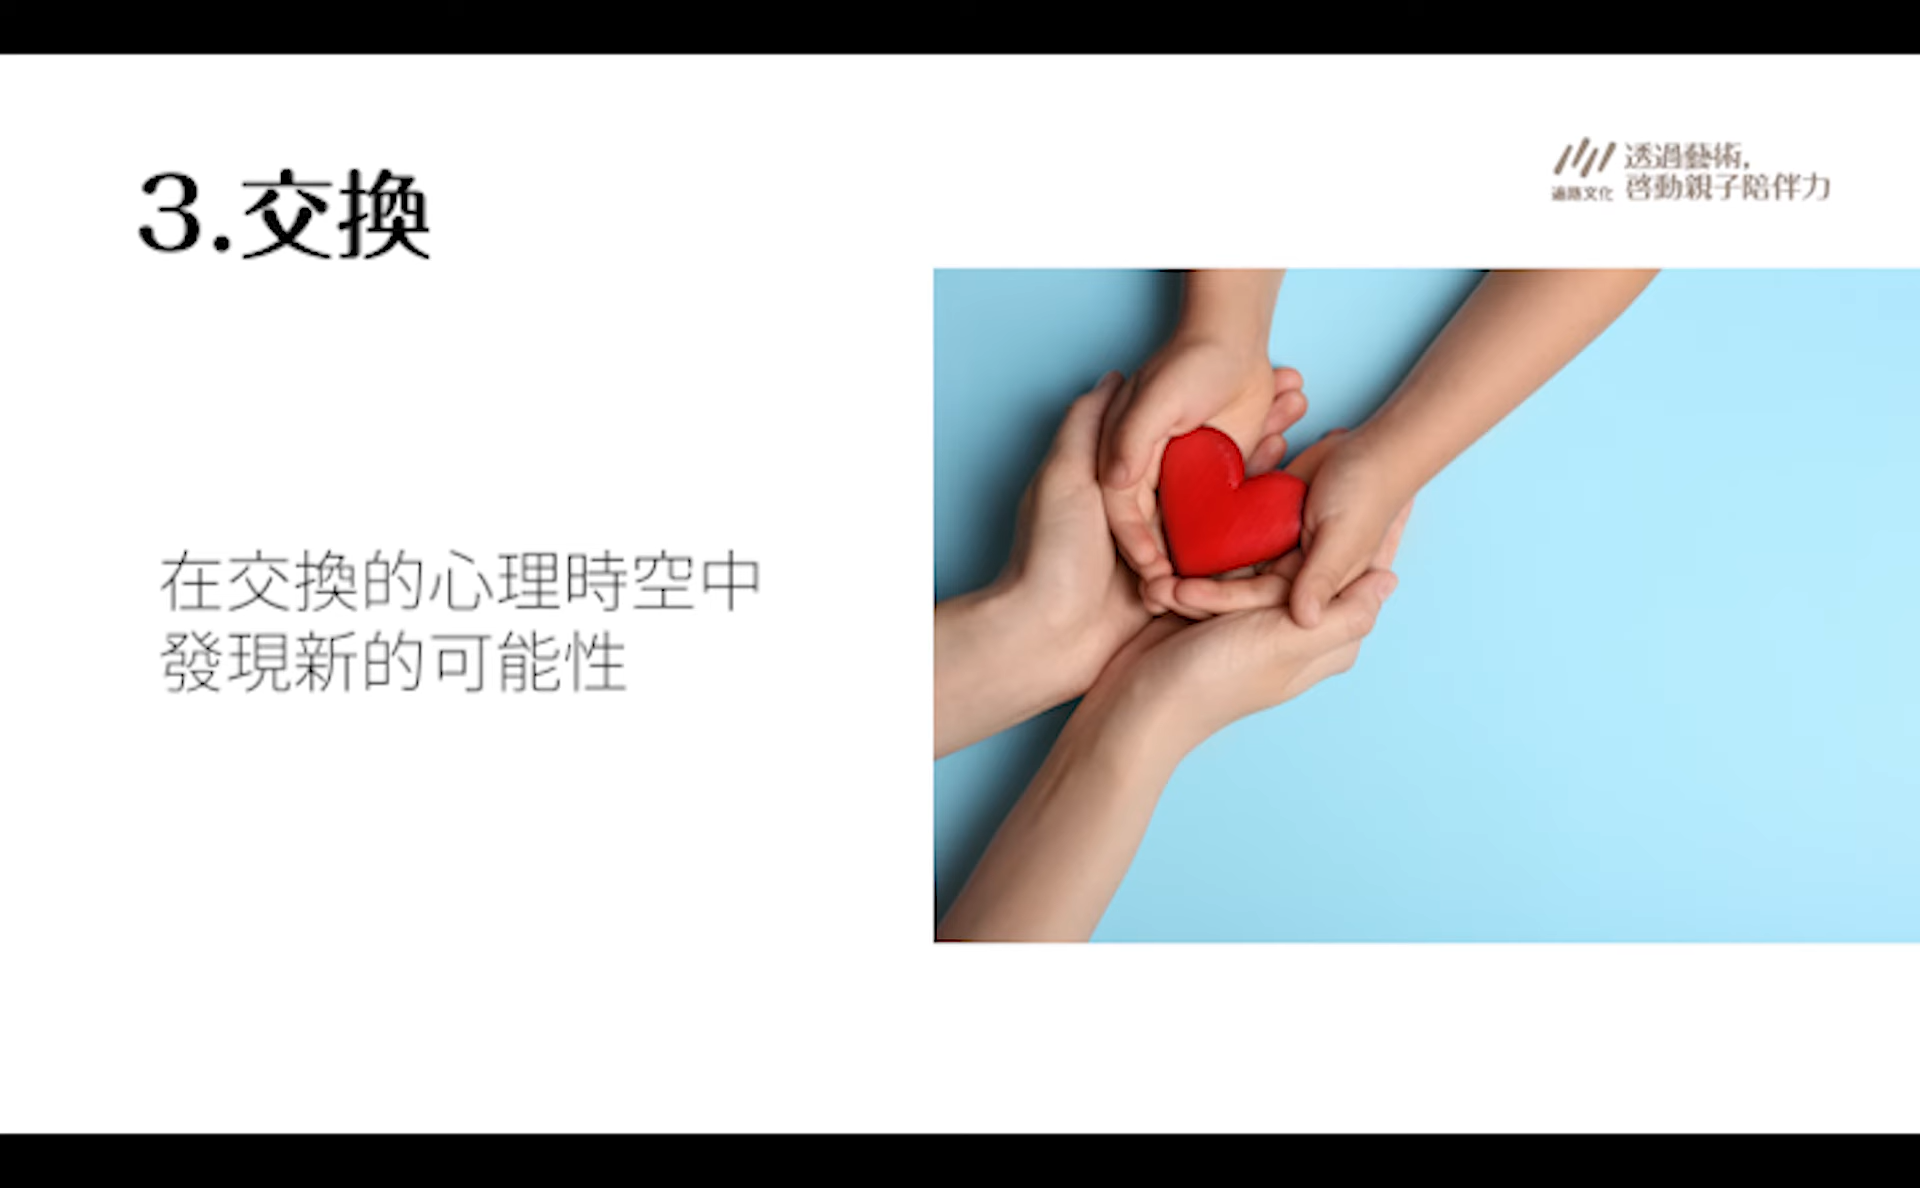 3.交換
透過藝術,
啓動親子陪伴力
在交換的心理時空中
發現新的可能性